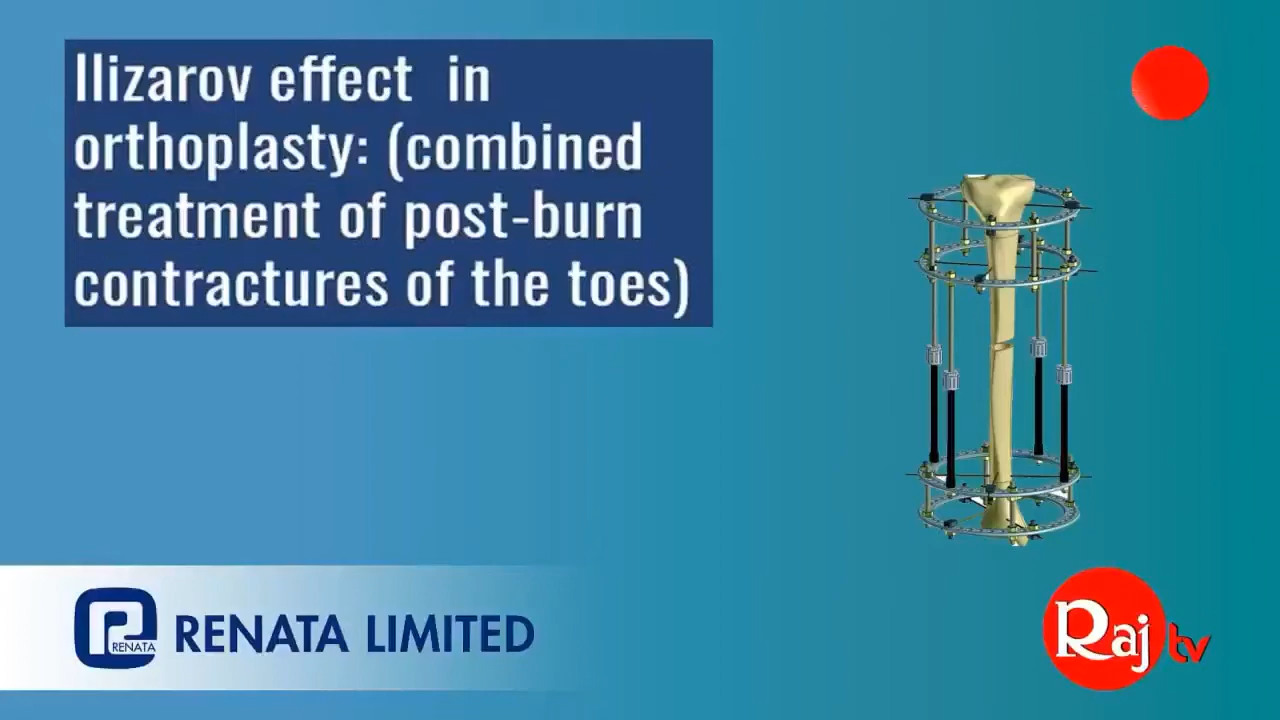 Ilizarov effect in
orthoplasty: (combined
treatment of post-burn
contractures of the toes)
RENATA
RENATA LIMITED
Raj tv